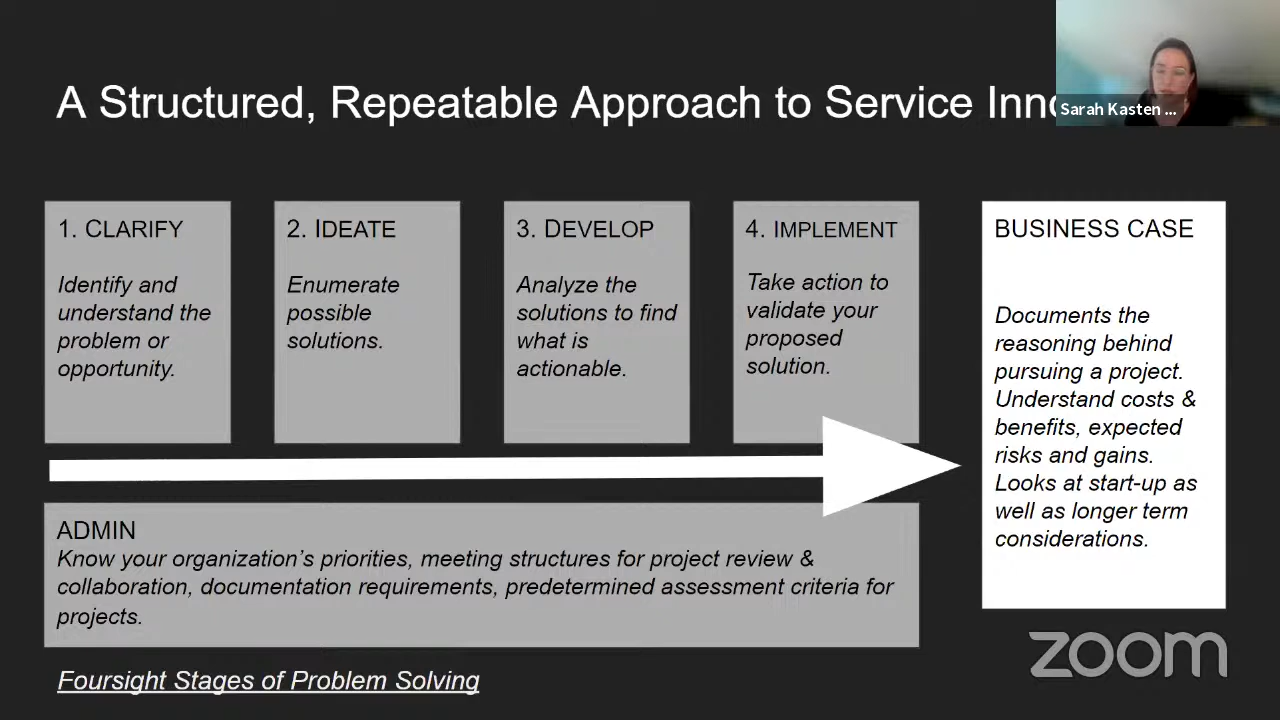 A Structured, Repeatable Approach to Service Inno
Sarah Kasten ...
1. CLARIFY
Identify and
understand the
problem or
opportunity.
2. IDEATE
Enumerate
possible
solutions.
3. DEVELOP
Analyze the
solutions to find
what is
actionable.
4. IMPLEMENT
Take action to
validate your
proposed
solution.
BUSINESS CASE
Documents the
reasoning behind
pursuing a project.
Understand costs &
benefits, expected
risks and gains.
Looks at start-up as
well as longer term
considerations.
ADMIN
Know your organization's priorities, meeting structures for project review &
collaboration, documentation requirements, predetermined assessment criteria for
projects.
Foursight Stages of Problem Solving
zoom